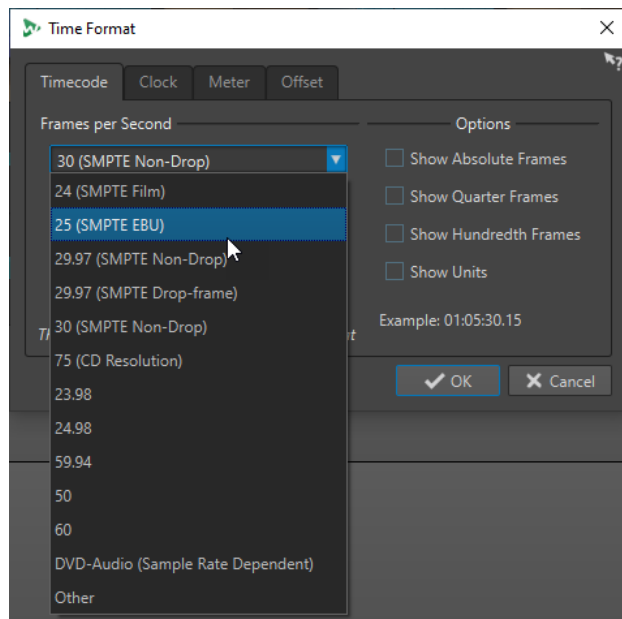 Time Format
Timecode Clock Meter Offset
Frames per Second
Options
30 (SMPTE Non-Drop)
24 (SMPTE Film)
25 (SMPTE EBU)
29.97 (SMPTE Non-Drop)
29.97 (SMPTE Drop-frame)
30 (SMPTE Non-Drop)
75 (CD Resolution)
23.98
24.98
59.94
50
60
DVD-Audio (Sample Rate Dependent)
Other
Show Absolute Frames
Show Quarter Frames
Show Hundredth Frames
Show Units
Example: 01:05:30.15
OK
Cancel